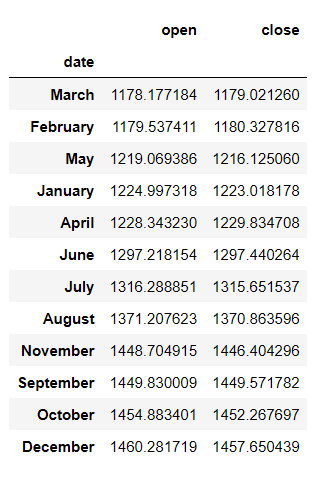 open close
date
March 1178.177184 1179.021260
February 1179.537411 1180.327816
May 1219.069386 1216.125060
January 1224.997318 1223.018178
April 1228.343230 1229.834708
June 1297.218154 1297.440264
July 1316.288851 1315.651537
August 1371.207623 1370.863596
November 1448.704915 1446.404296
September 1449.830009 1449.571782
October 1454.883401 1452.267697
December 1460.281719 1457.650439